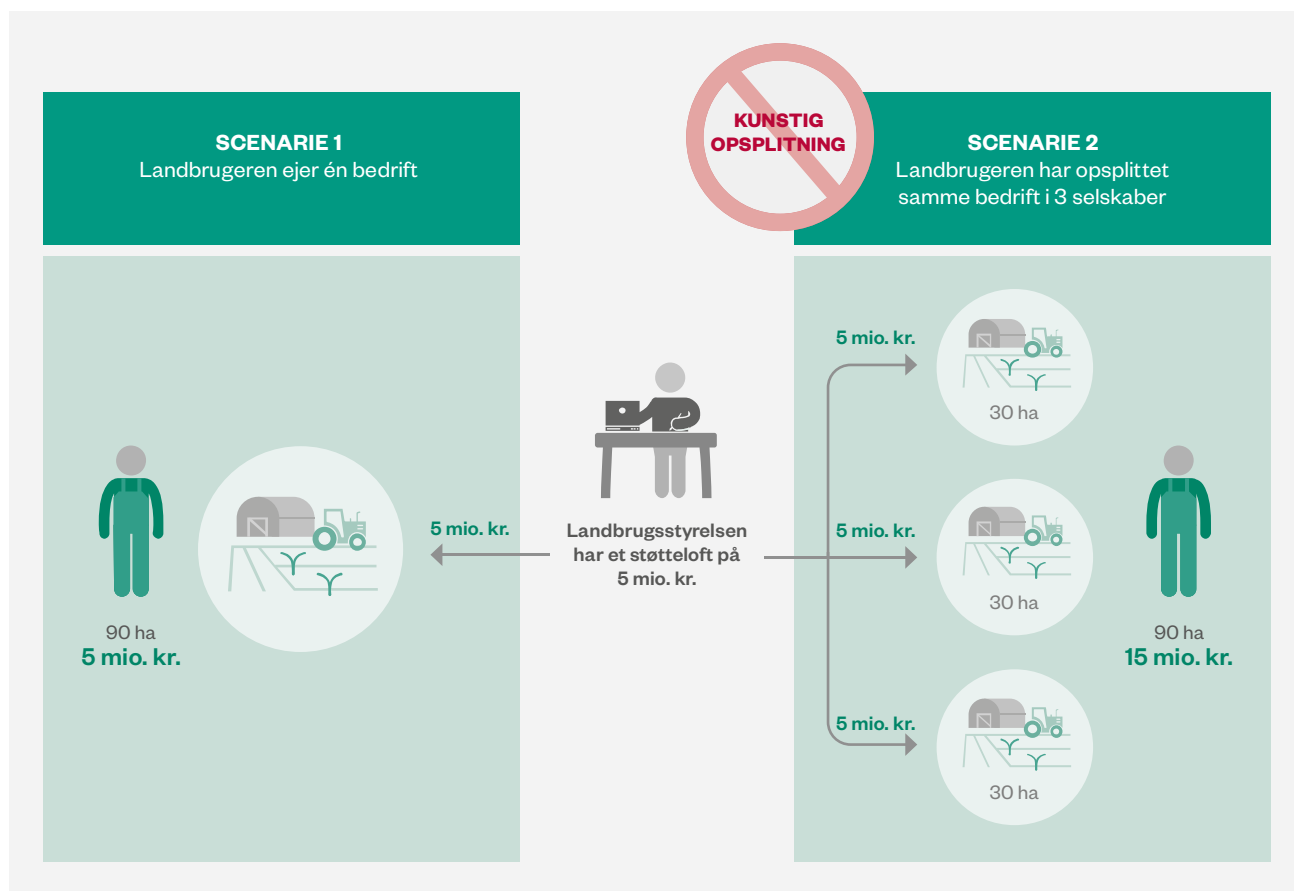 SCENARIE 1
Landbrugeren ejer én bedrift
5 mio. kr.
90 ha
5 mio. kr.
Landbrugsstyrelsen
har et støtteloft på
5 mio. kr.
KUNSTIG
OPSPLITNING
SCENARIE 2
Landbrugeren har opsplittet
samme bedrift i 3 selskaber
5 mio. kr.
30 ha
5 mio. kr.
30 ha
5 mio. kr.
30 ha
90 ha
15 mio. kr.